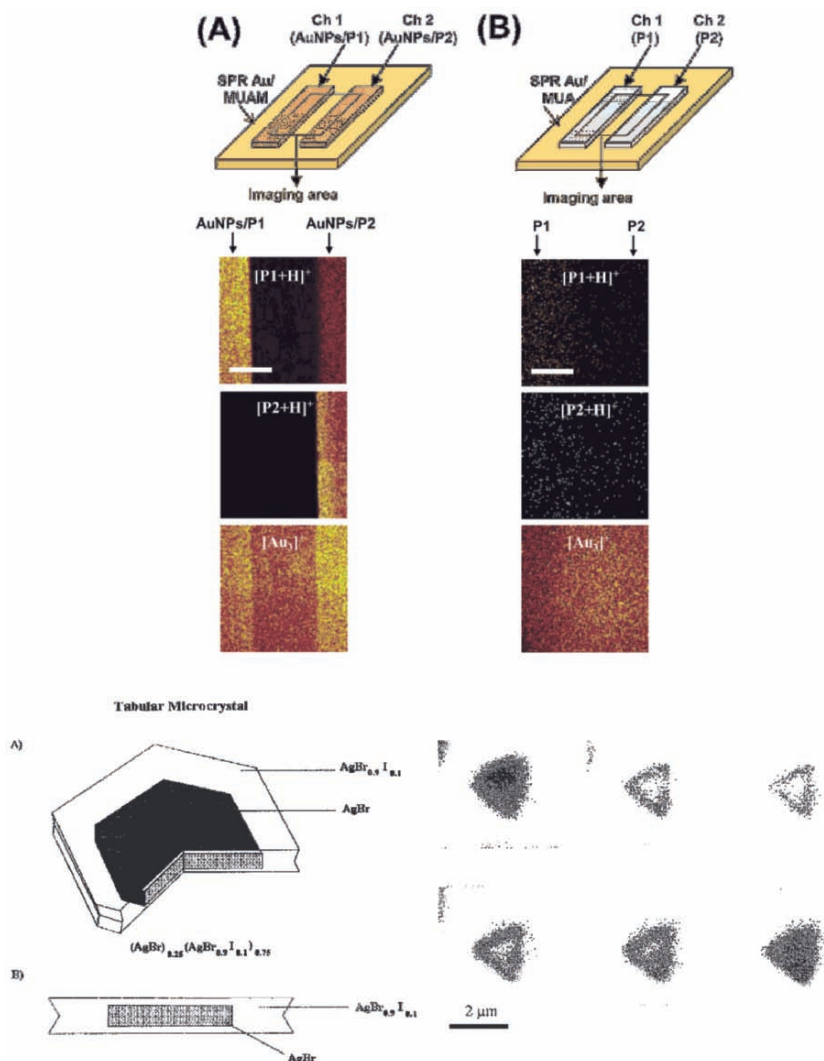 (A)
Ch 1
(AuNPs/P1)
Ch 2
(AuNPs/P2)
SPR Au/
MUAM
Imaging area
AuNPs/P1
AuNPs/P2
[P1+H]⁺
[P2+H]⁺
[Au₃]⁻
(B)
Ch 1
(P1)
Ch 2
(P2)
SPR Au/
MUA
Imaging area
P1
P2
[P1+H]⁺
[P2+H]⁺
[Au₃]⁻
Tabular Microcrystal
A)
AgBr₀.₉ I₀.₁
AgBr
(AgBr)₀.₂₅(AgBr₀.₉ I₀.₁)₀.₇₅
B)
AgBr₀.₉ I₀.₁
AgBr
2 μm